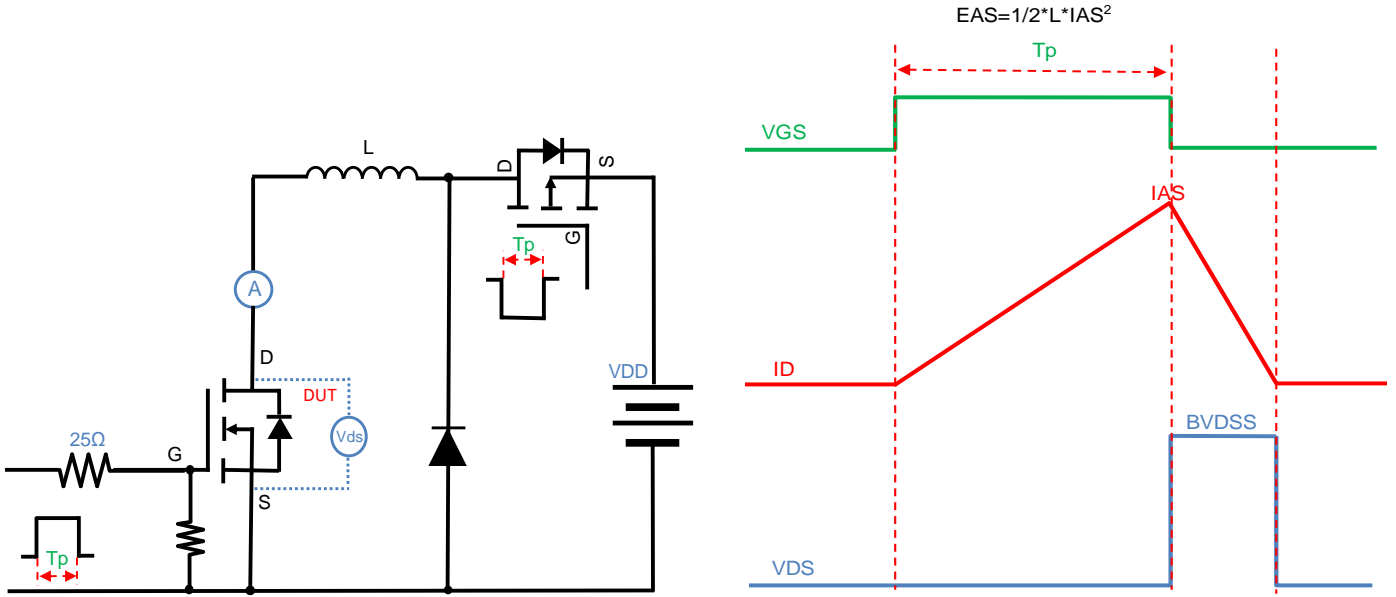 L
D
S
G
Tp
A
D
DUT
Vds
VDD
25Ω
G
S
Tp
EAS=1/2*L*IAS²
Tp
VGS
IAS
ID
BVDSS
VDS